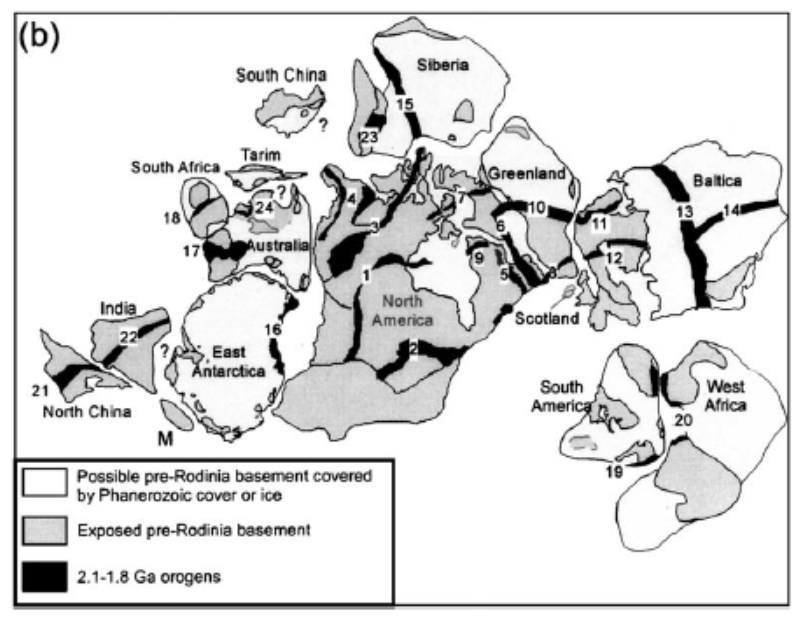 (b)
Siberia
South China
?
15
23
Tarim
South Africa
?
24
18
17
Australia
Greenland
Baltica
4
3
7
10
6
11
13
14
12
9
5
8
1
North
America
2
Scotland
India
22
?
16
East
Antarctica
21
North China
M
South
America
West
Africa
20
19
Possible pre-Rodinia basement covered
by Phanerozoic cover or ice
Exposed pre-Rodinia basement
2.1-1.8 Ga orogens